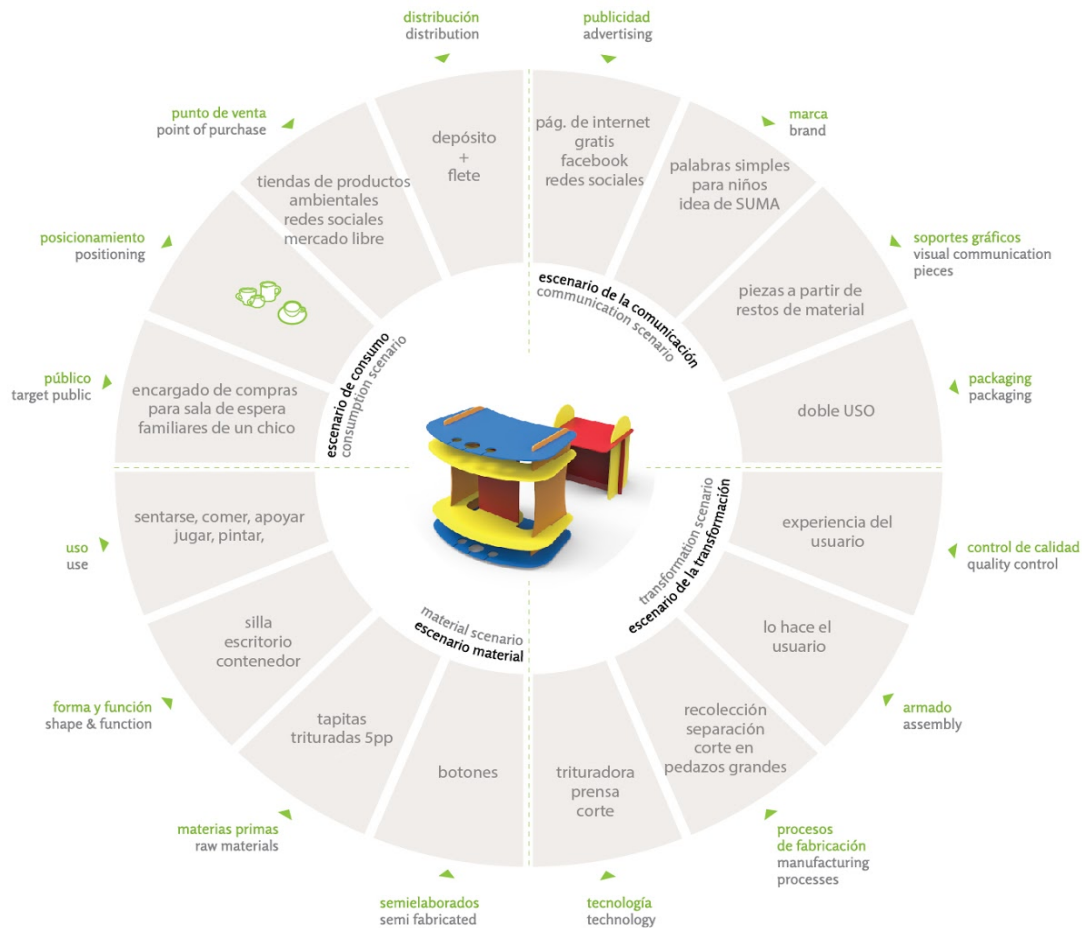 distribución
distribution
publicidad
advertising
punto de venta
point of purchase
marca
brand
depósito
+
flete
pág. de internet
gratis
facebook
redes sociales
tiendas de productos
ambientales
redes sociales
mercado libre
palabras simples
para niños
idea de SUMA
posicionamiento
positioning
soportes gráficos
visual communication
pieces
piezas a partir de
restos de material
escenario de la comunicación
communication scenario
escenario de consumo
consumption scenario
público
target public
encargado de compras
para sala de espera
familiares de un chico
packaging
packaging
doble USO
sentarse, comer, apoyar
jugar, pintar,
uso
use
experiencia del
usuario
control de calidad
quality control
transformation scenario
escenario de la transformación
material scenario
escenario material
silla
escritorio
contenedor
lo hace el
usuario
forma y función
shape & function
armado
assembly
tapitas
trituradas 5pp
botones
trituradora
prensa
corte
recolección
separación
corte en
pedazos grandes
materias primas
raw materials
procesos
de fabricación
manufacturing
processes
semielaborados
semi fabricated
tecnología
technology